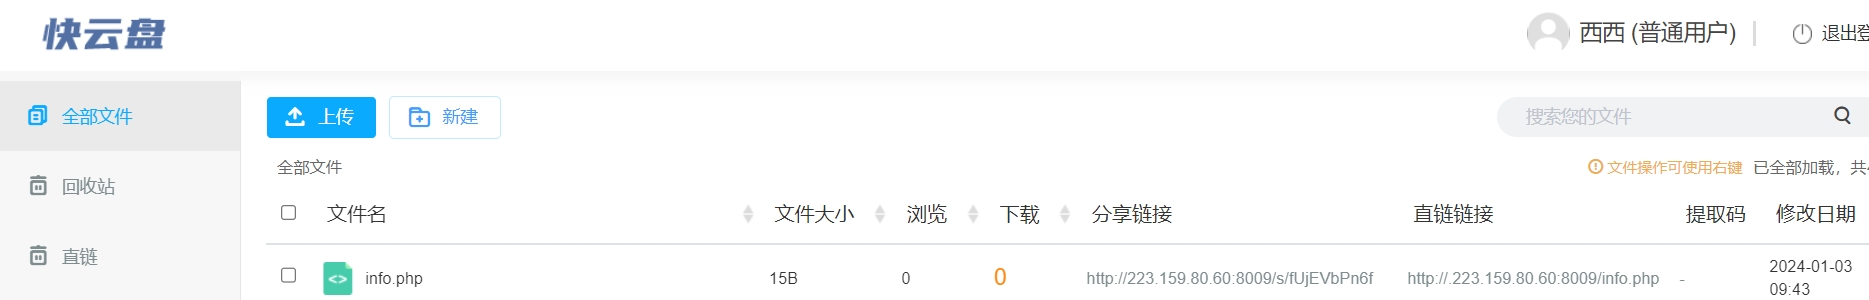 快云盘
西西 (普通用户)
退出登
全部文件
上传
新建
搜索您的文件
全部文件
文件操作可使用右键 已全部加载，共4
回收站
文件名 文件大小 浏览 下载 分享链接 直链链接 提取码 修改日期
直链
info.php 15B 0 0 http://223.159.80.60:8009/s/fUjEVbPn6f http://.223.159.80.60:8009/info.php - 2024-01-03
09:43